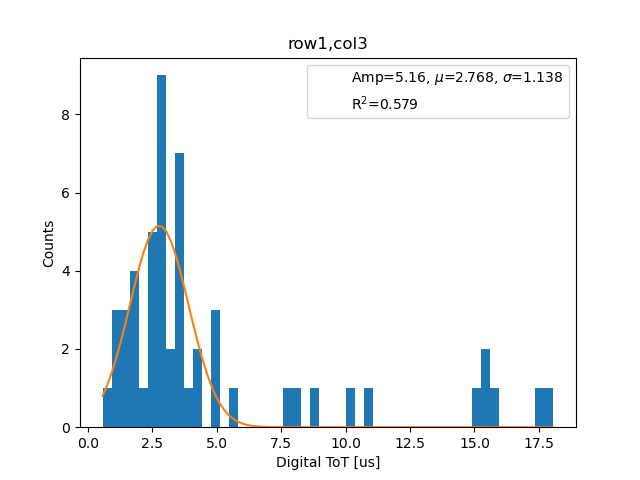 row1,col3
Amp=5.16, μ=2.768, σ=1.138
R²=0.579
Counts
8
6
4
2
0
0.0 2.5 5.0 7.5 10.0 12.5 15.0 17.5
Digital ToT [us]